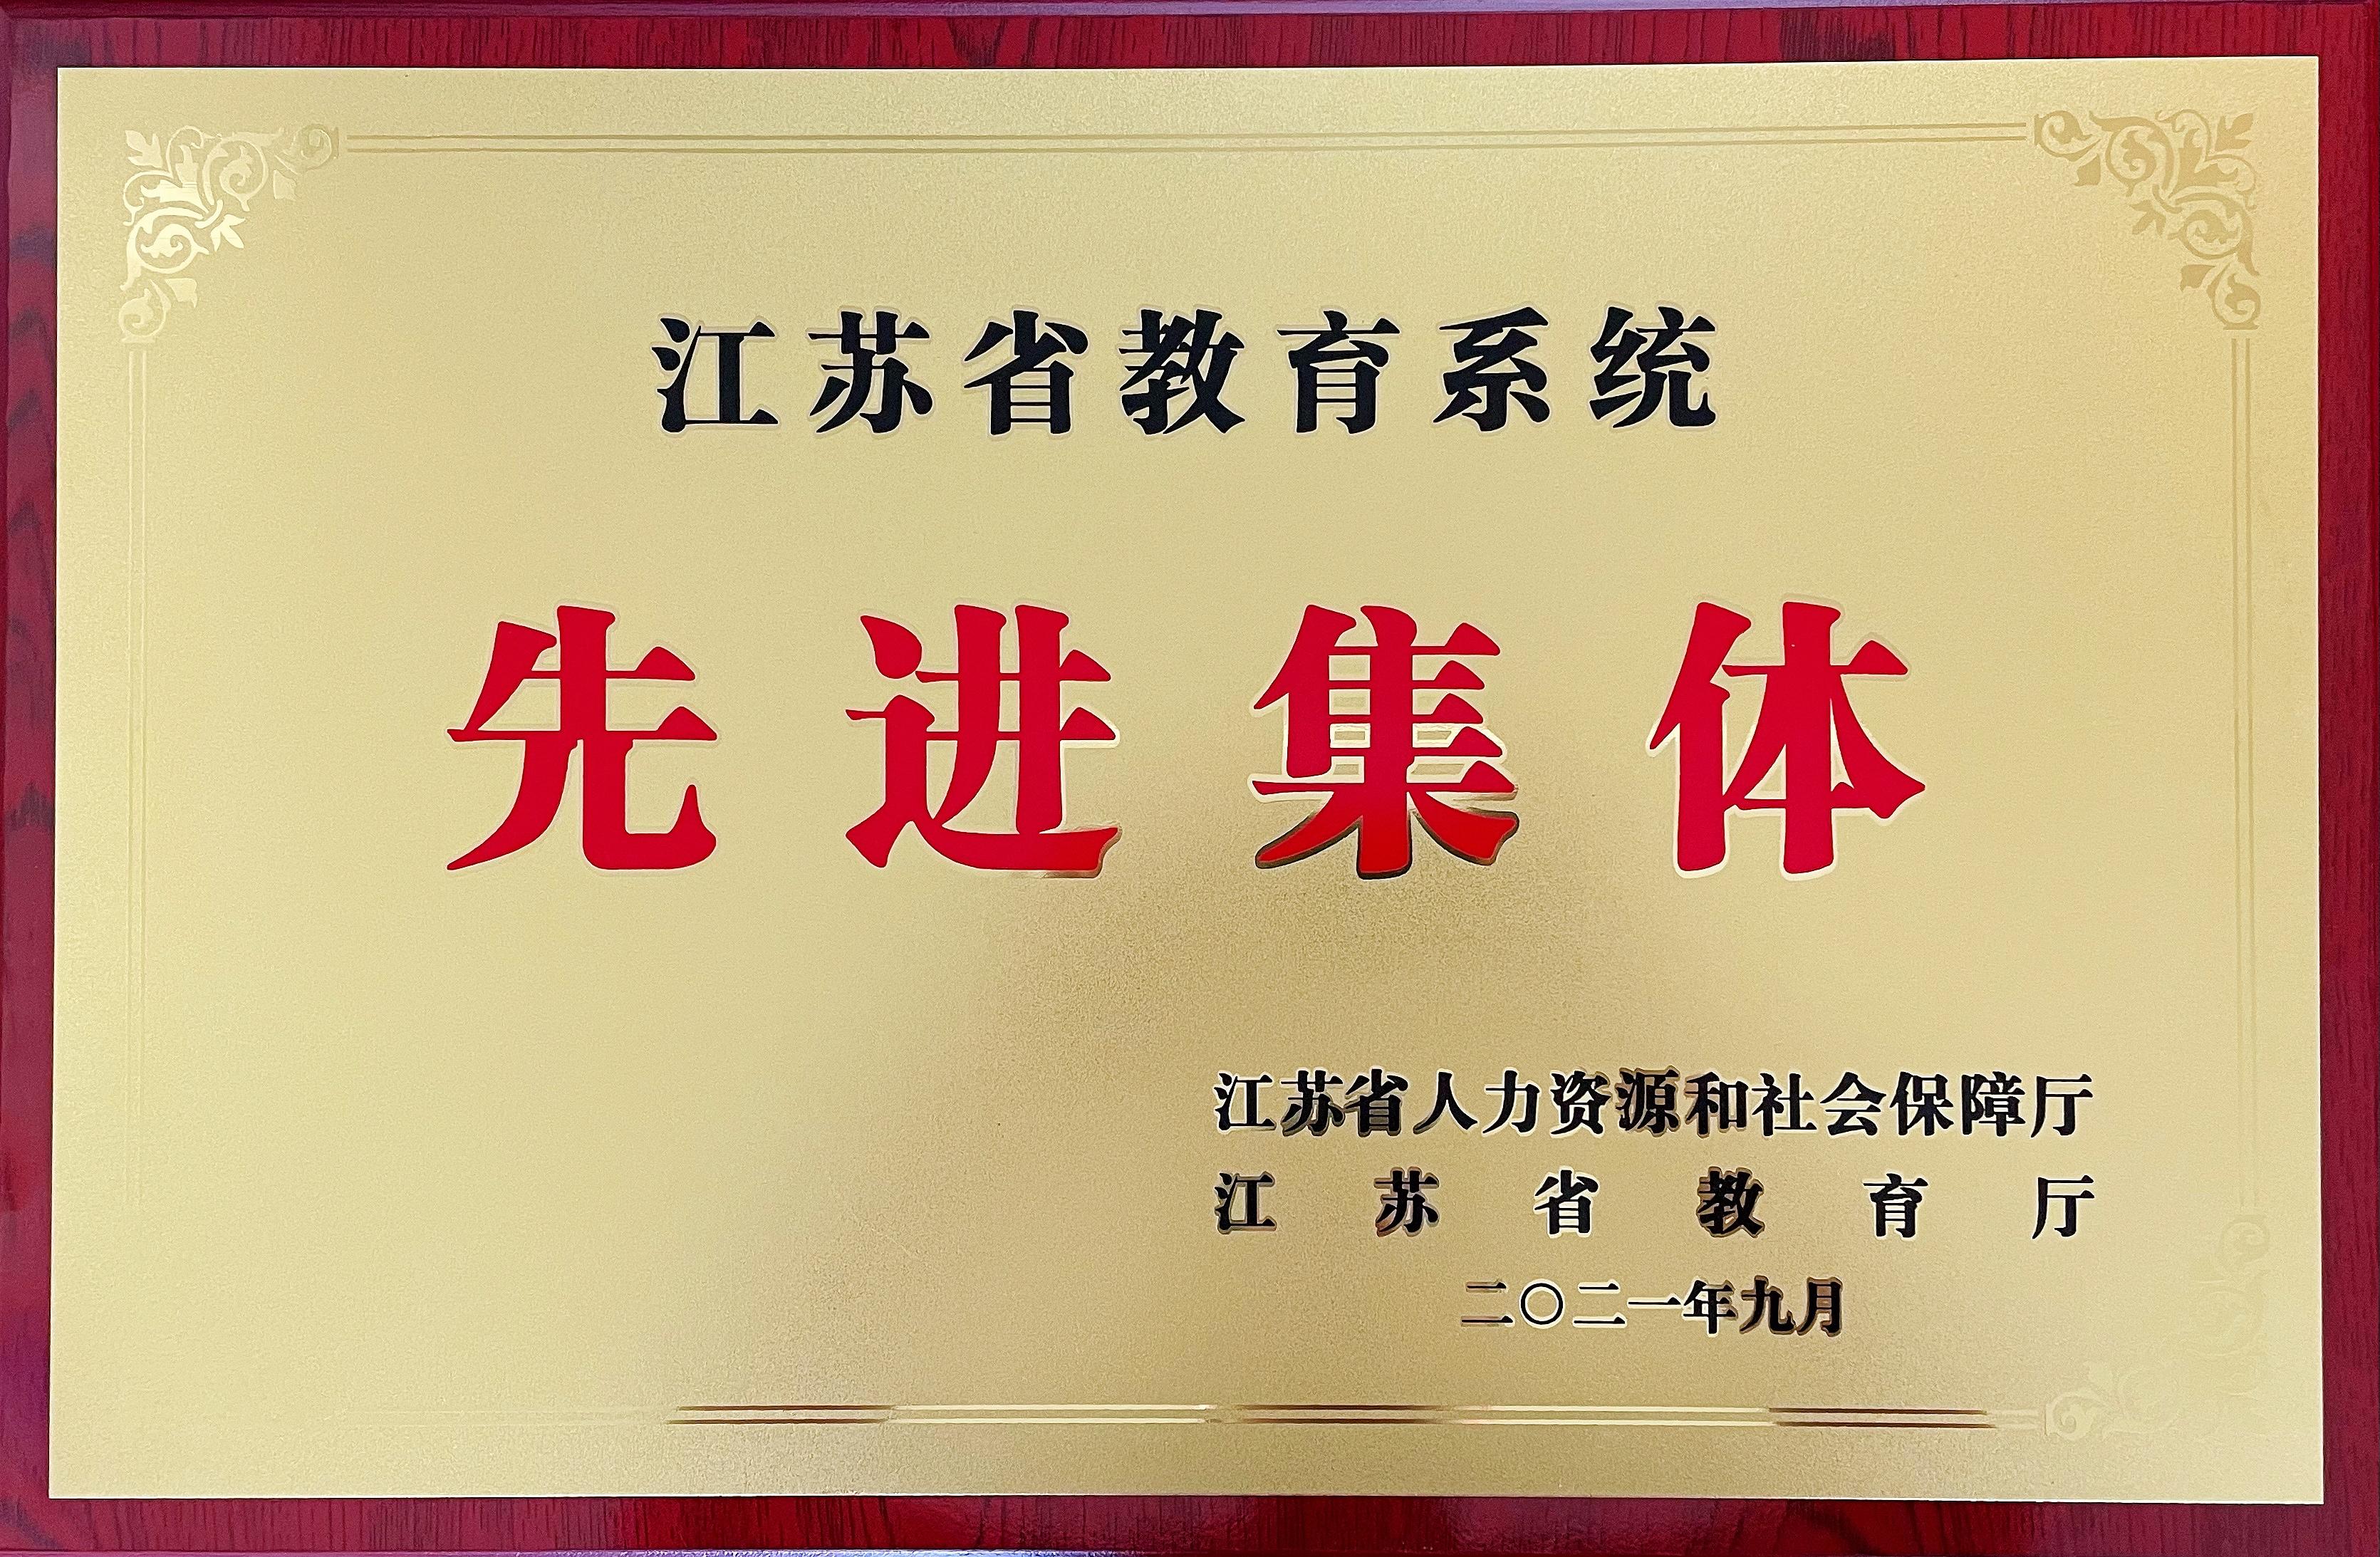 江苏省教育系统
先进集体
江苏省人力资源和社会保障厅
江苏省教育厅
二〇二一年九月